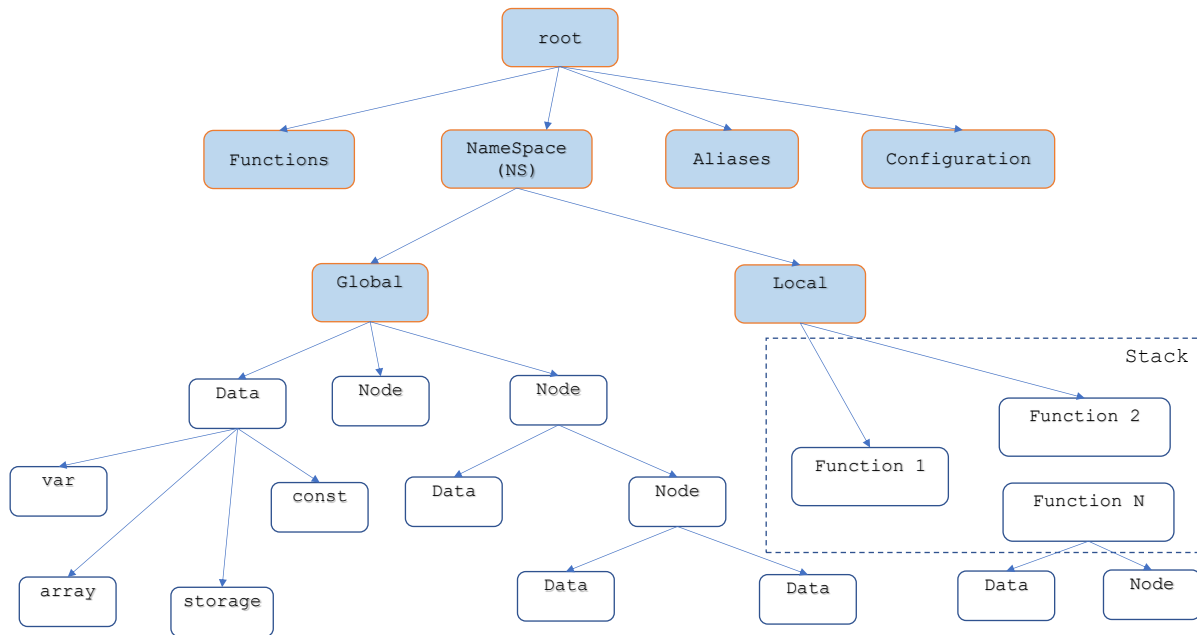 root
Functions
NameSpace
(NS)
Aliases
Configuration
Global
Local
Stack
Data
Node
Node
Function 2
var
const
Data
Node
Function 1
Function N
array
storage
Data
Data
Data
Node